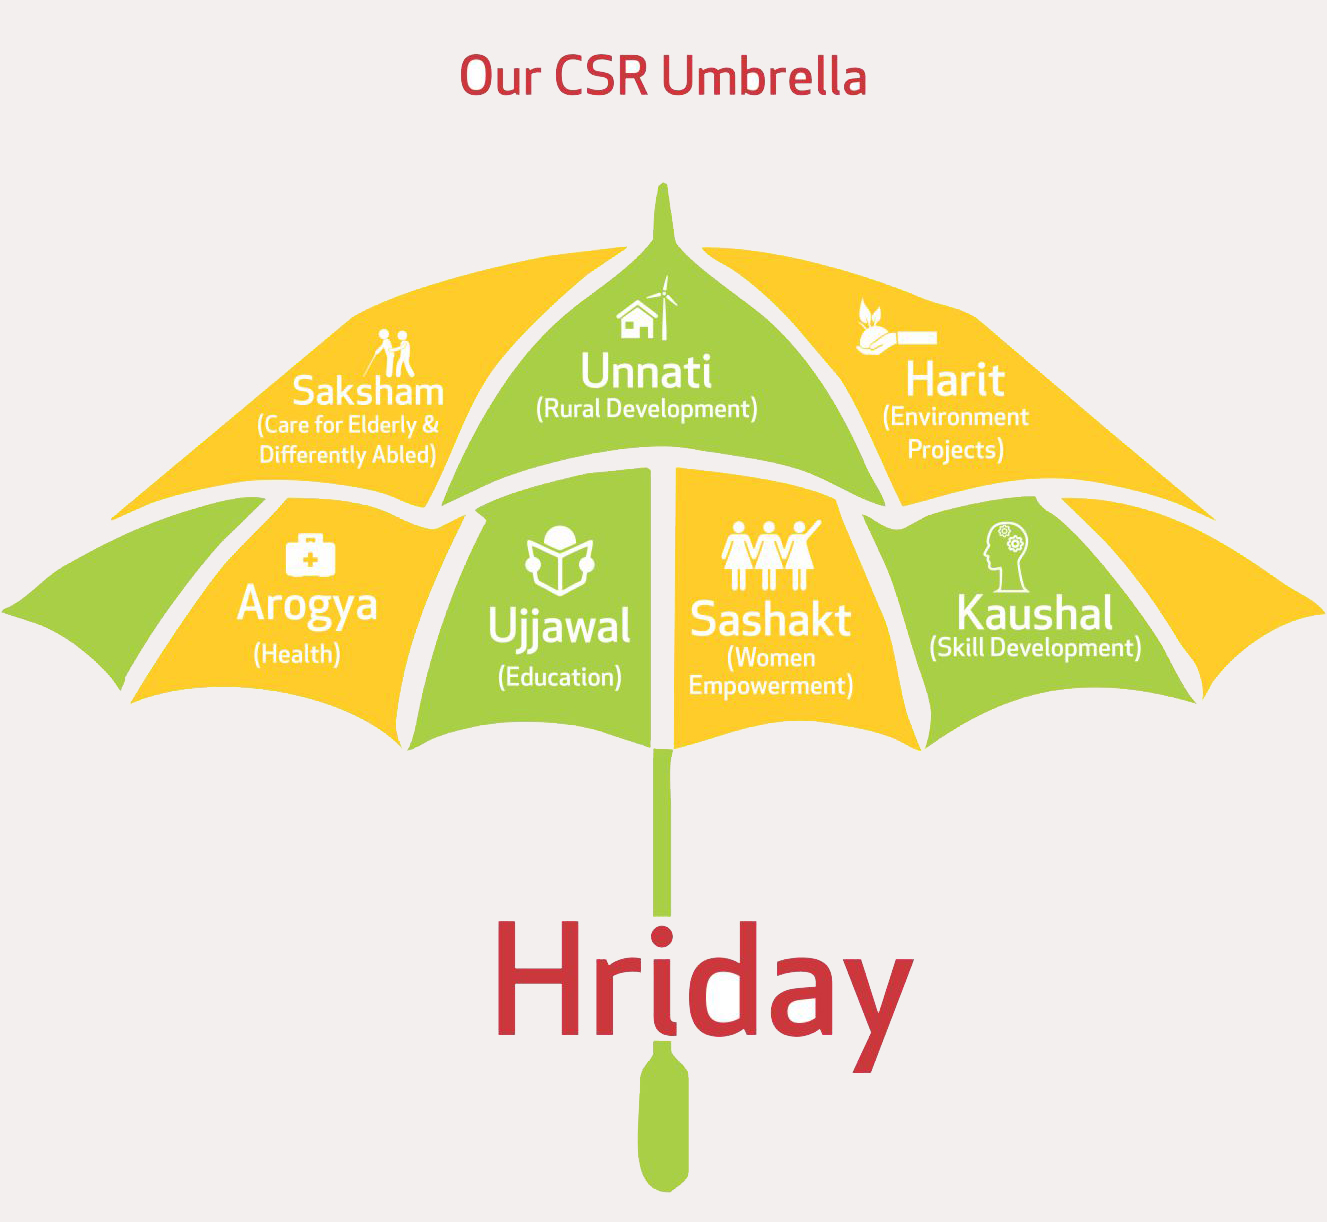 Our CSR Umbrella
Saksham
(Care for Elderly &
Differently Abled)
Unnati
(Rural Development)
Harit
(Environment
Projects)
Arogya
(Health)
Ujjawal
(Education)
Sashakt
(Women
Empowerment)
Kaushal
(Skill Development)
Hriday